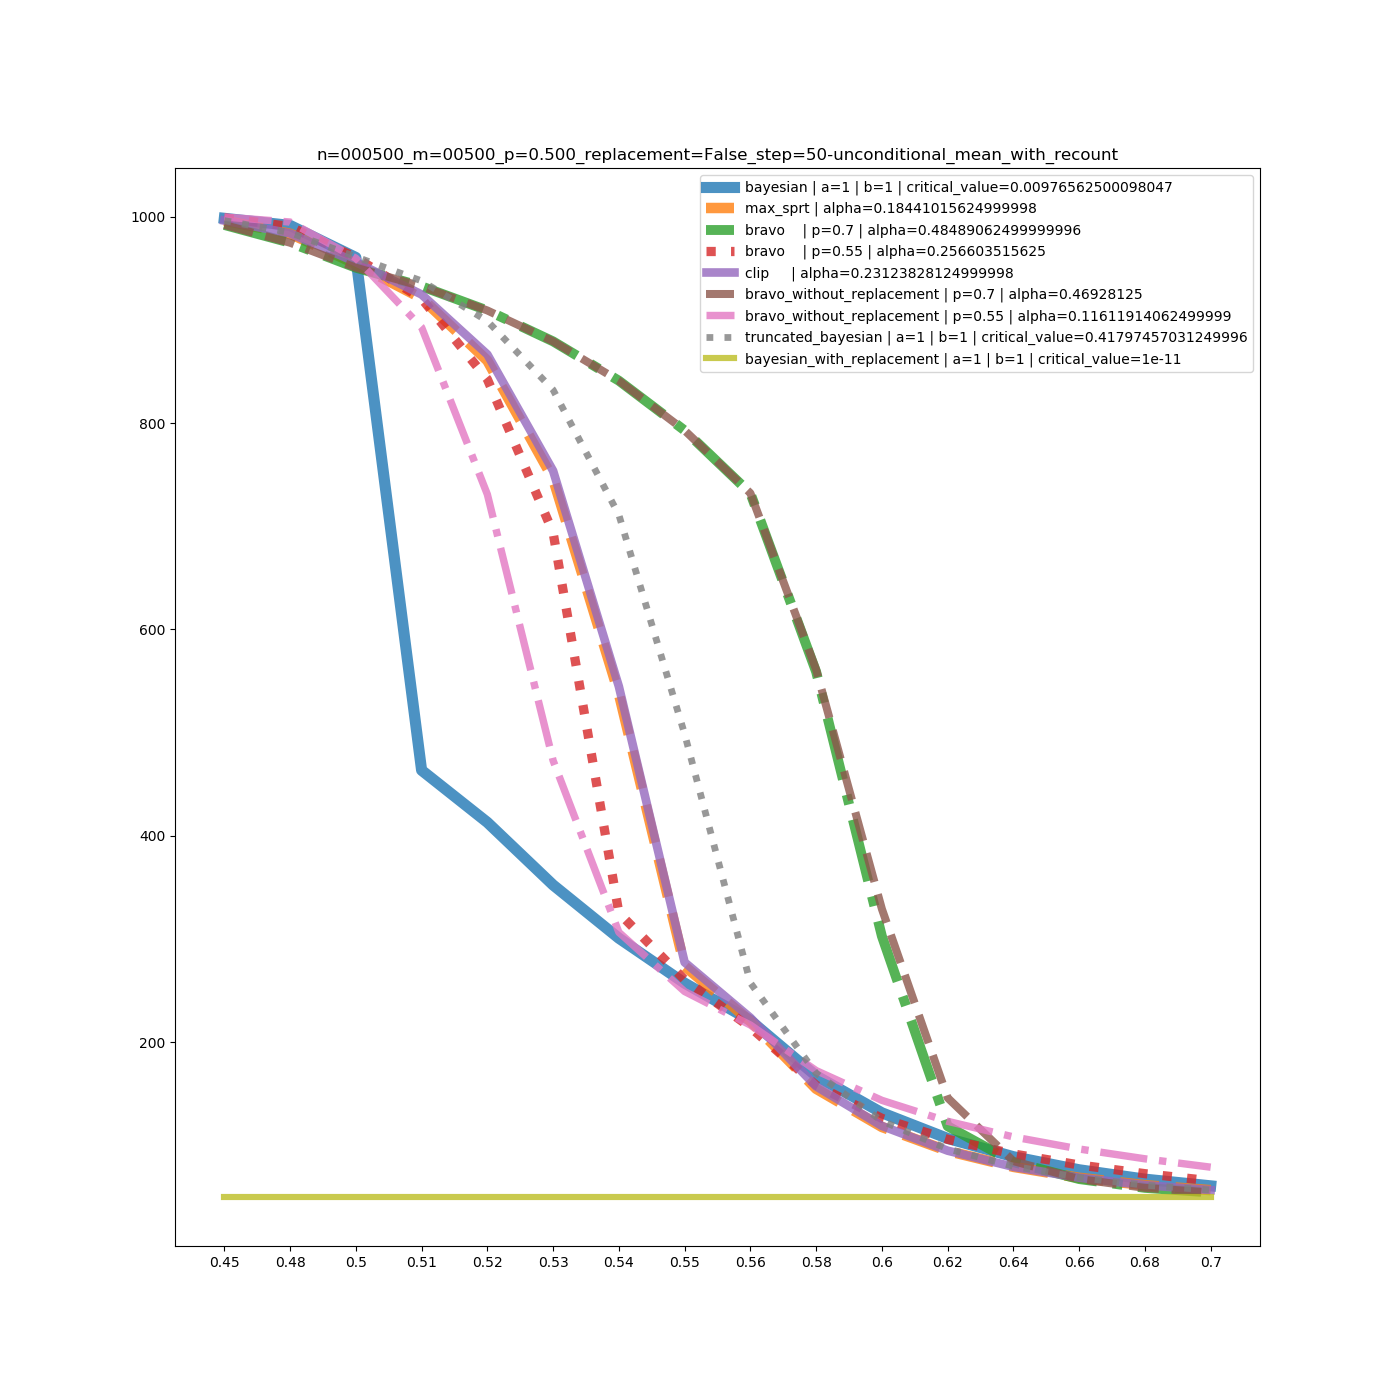 n=000500_m=00500_p=0.500_replacement=False_step=50-unconditional_mean_with_recount
bayesian | a=1 | b=1 | critical_value=0.00976562500098047
max_sprt | alpha=0.18441015624999998
bravo | p=0.7 | alpha=0.48489062499999996
bravo | p=0.55 | alpha=0.256603515625
clip | alpha=0.23123828124999998
bravo_without_replacement | p=0.7 | alpha=0.46928125
bravo_without_replacement | p=0.55 | alpha=0.11611914062499999
truncated_bayesian | a=1 | b=1 | critical_value=0.41797457031249996
bayesian_with_replacement | a=1 | b=1 | critical_value=1e-11
1000
800
600
400
200
0.45 0.48 0.5 0.51 0.52 0.53 0.54 0.55 0.56 0.58 0.6 0.62 0.64 0.66 0.68 0.7